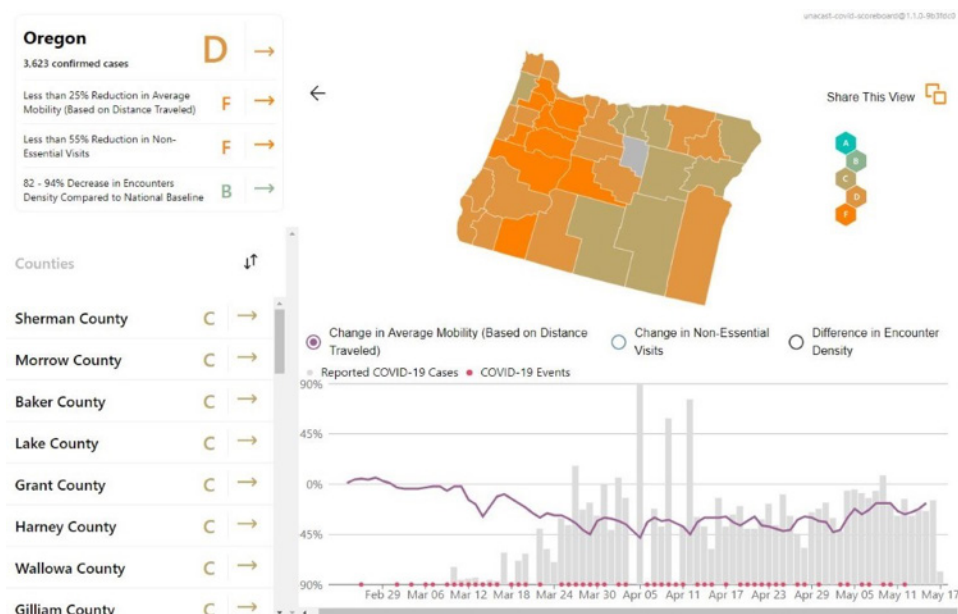 unacast-covid-scoreboard@1.1.0-9b3fdc0
Oregon
3,623 confirmed cases
D
Less than 25% Reduction in Average
Mobility (Based on Distance Traveled)
F
Less than 55% Reduction in Non-
Essential Visits
F
82 - 94% Decrease in Encounters
Density Compared to National Baseline
B
Share This View
A
B
C
D
F
Counties
Sherman County C
Morrow County C
Baker County C
Lake County C
Grant County C
Harney County C
Wallowa County C
Gilliam County C
Change in Average Mobility (Based on Distance
Traveled)
Change in Non-Essential
Visits
Difference in Encounter
Density
Reported COVID-19 Cases COVID-19 Events
90%
45%
0%
45%
90%
Feb 29 Mar 06 Mar 12 Mar 18 Mar 24 Mar 30 Apr 05 Apr 11 Apr 17 Apr 23 Apr 29 May 05 May 11 May 17